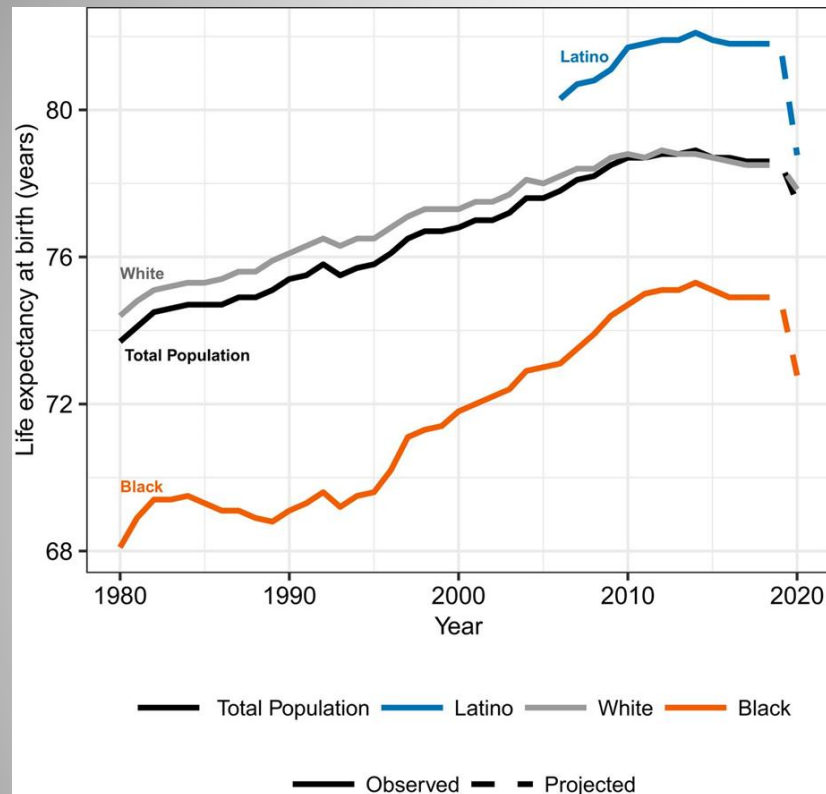 Latino
80
Life expectancy at birth (years)
76
White
Total Population
72
Black
68
1980 1990 2000 2010 2020
Year
Total Population Latino White Black
Observed Projected